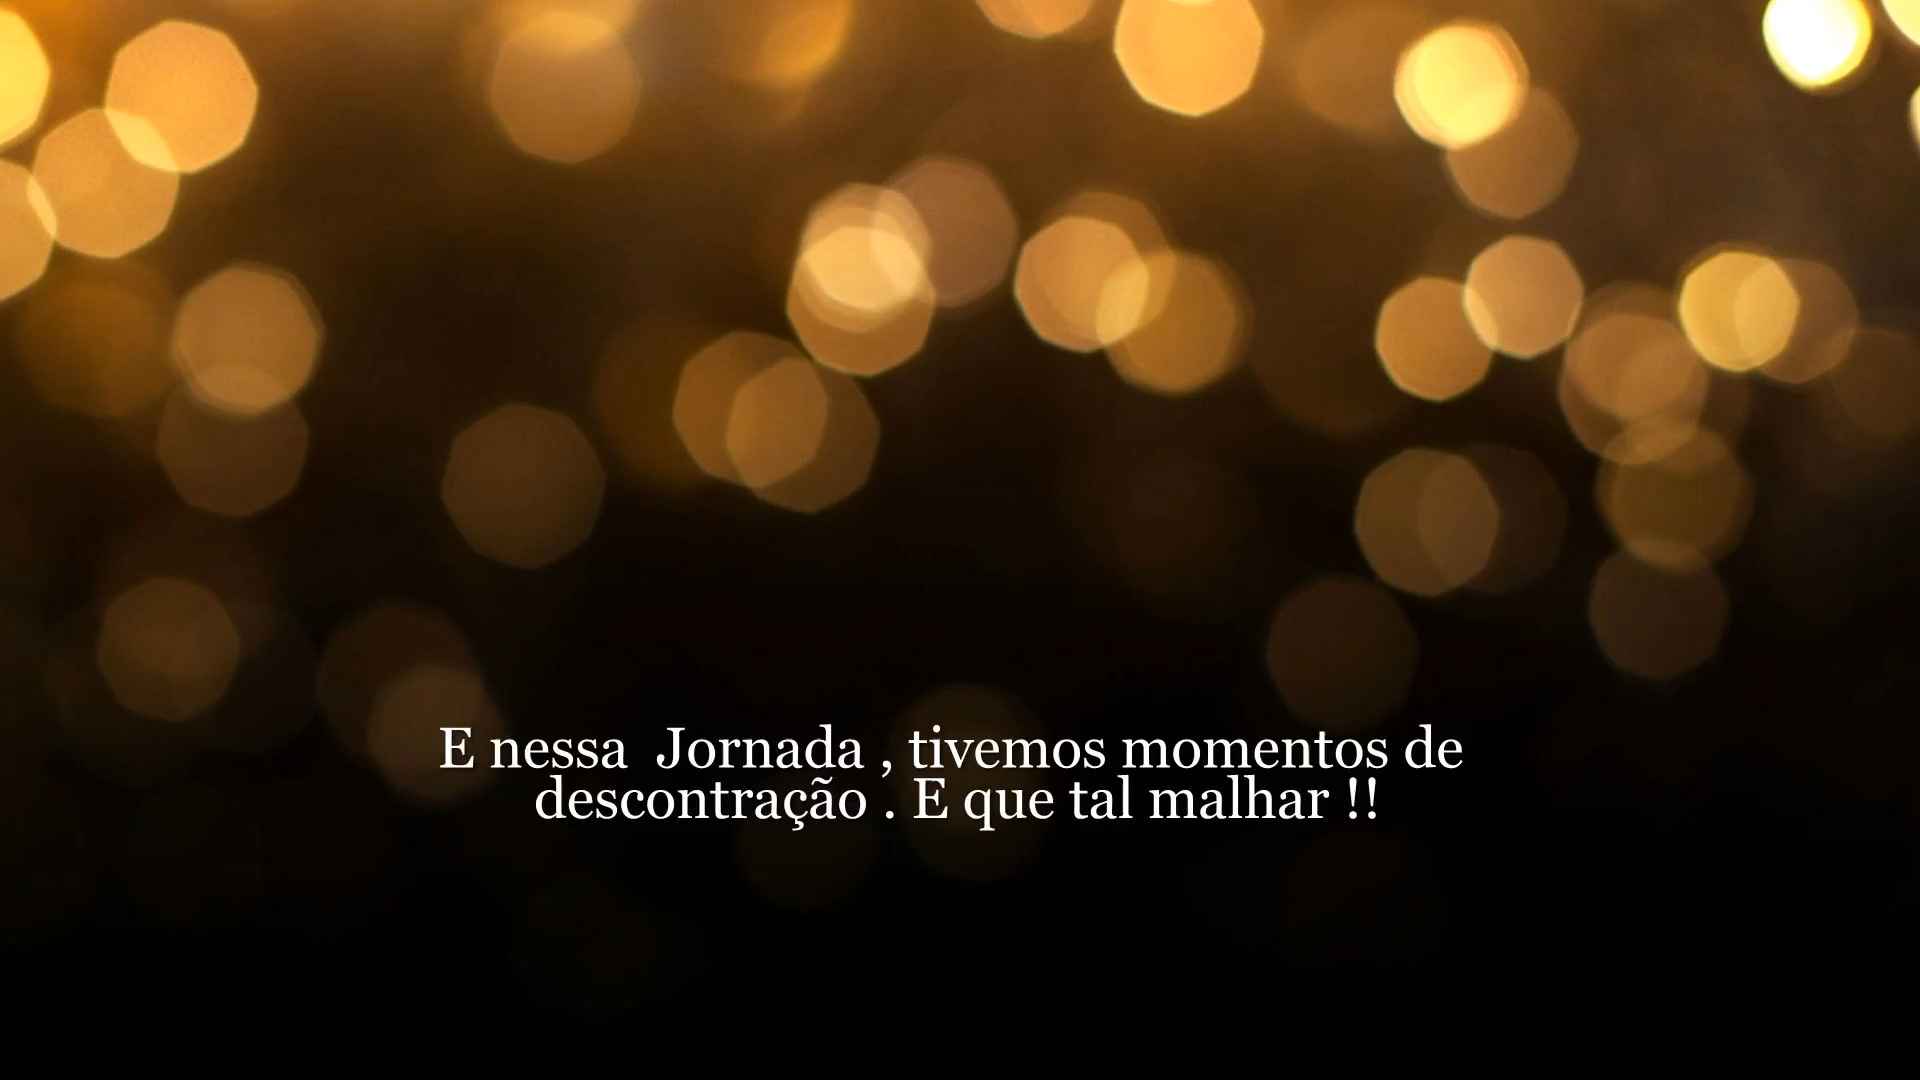 E nessa  Jornada , tivemos momentos de
descontração . E que tal malhar !!